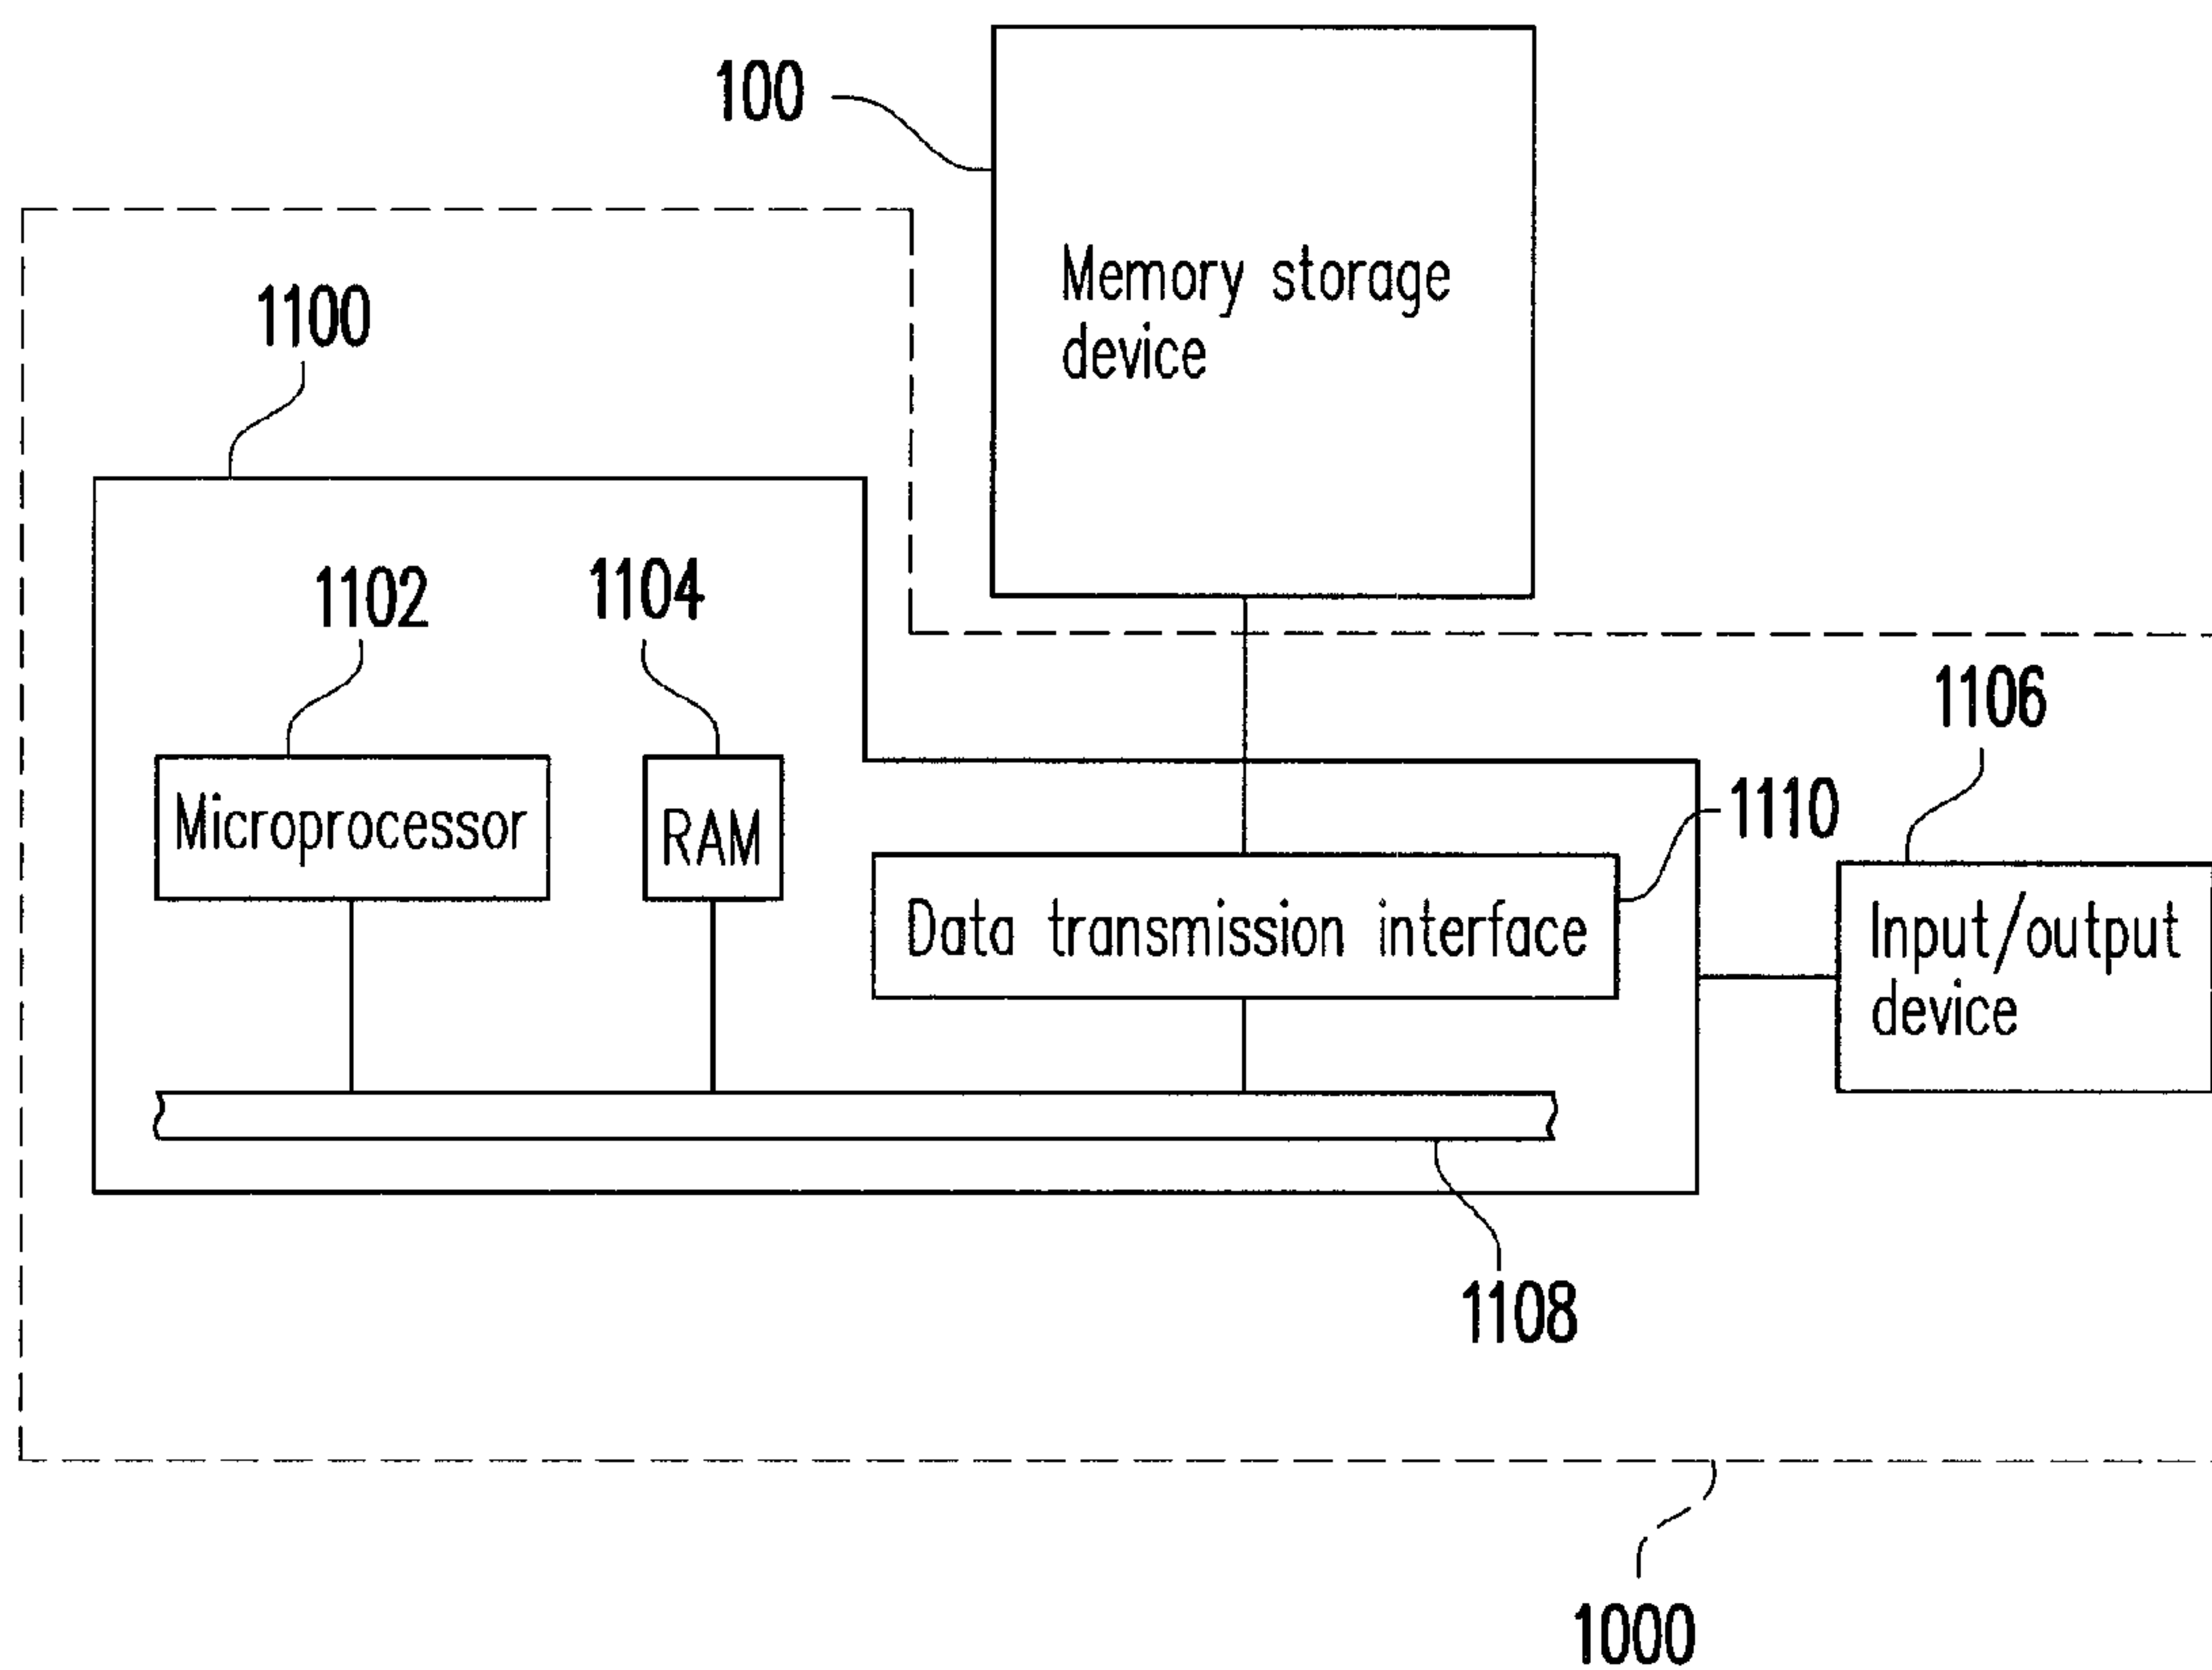 100
Memory storage
device
1100
1102
1104
1106
Microprocessor
RAM
1110
Data transmission interface
Input/output
device
1108
1000